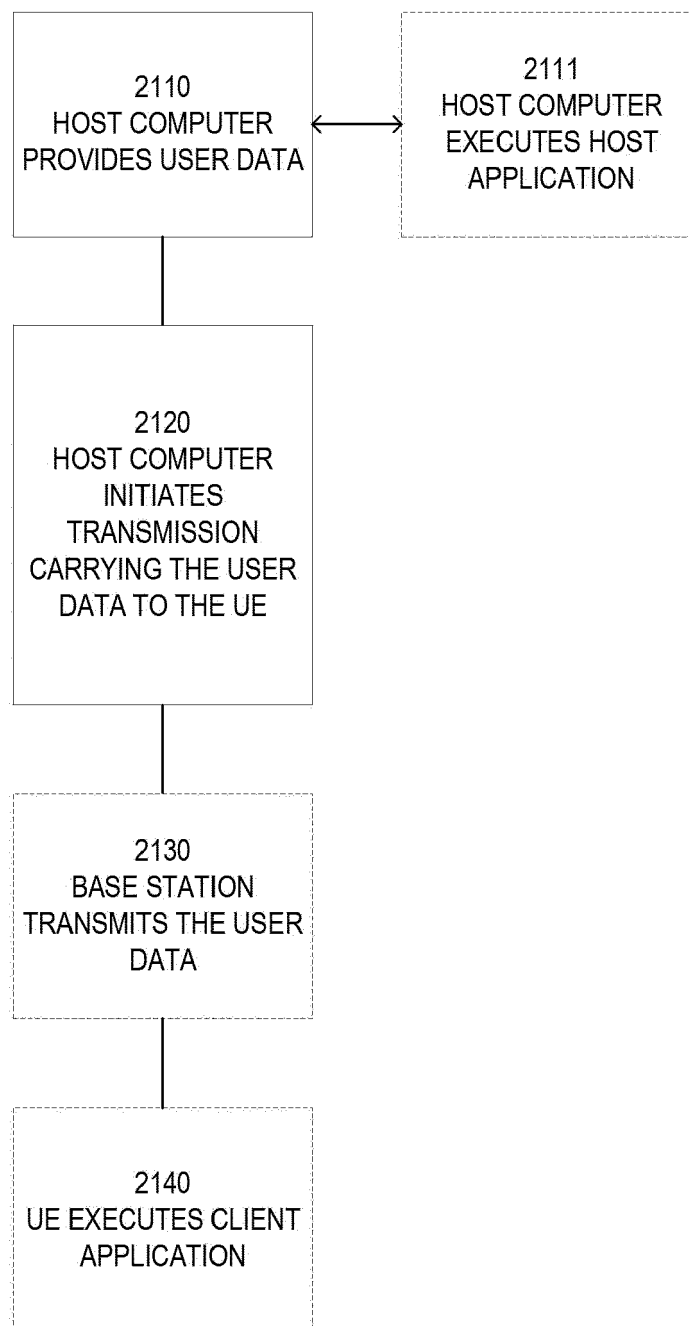 2110
HOST COMPUTER
PROVIDES USER DATA
2111
HOST COMPUTER
EXECUTES HOST
APPLICATION
2120
HOST COMPUTER
INITIATES
TRANSMISSION
CARRYING THE USER
DATA TO THE UE
2130
BASE STATION
TRANSMITS THE USER
DATA
2140
UE EXECUTES CLIENT
APPLICATION